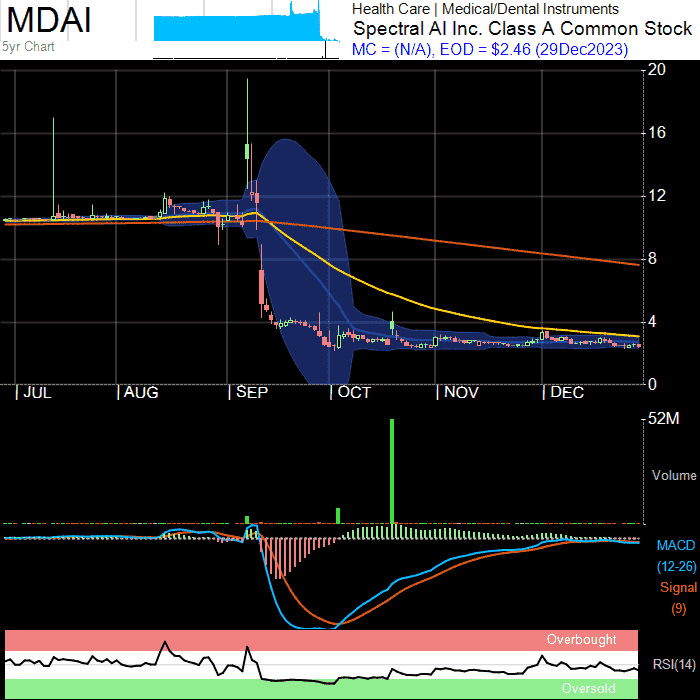 MDAI
5yr Chart
Health Care | Medical/Dental Instruments
Spectral AI Inc. Class A Common Stock
MC = (N/A), EOD = $2.46 (29Dec2023)
20
16
12
8
4
0
JUL AUG SEP OCT NOV DEC
52M
Volume
MACD
(12-26)
Signal
(9)
Overbought
RSI(14)
Oversold